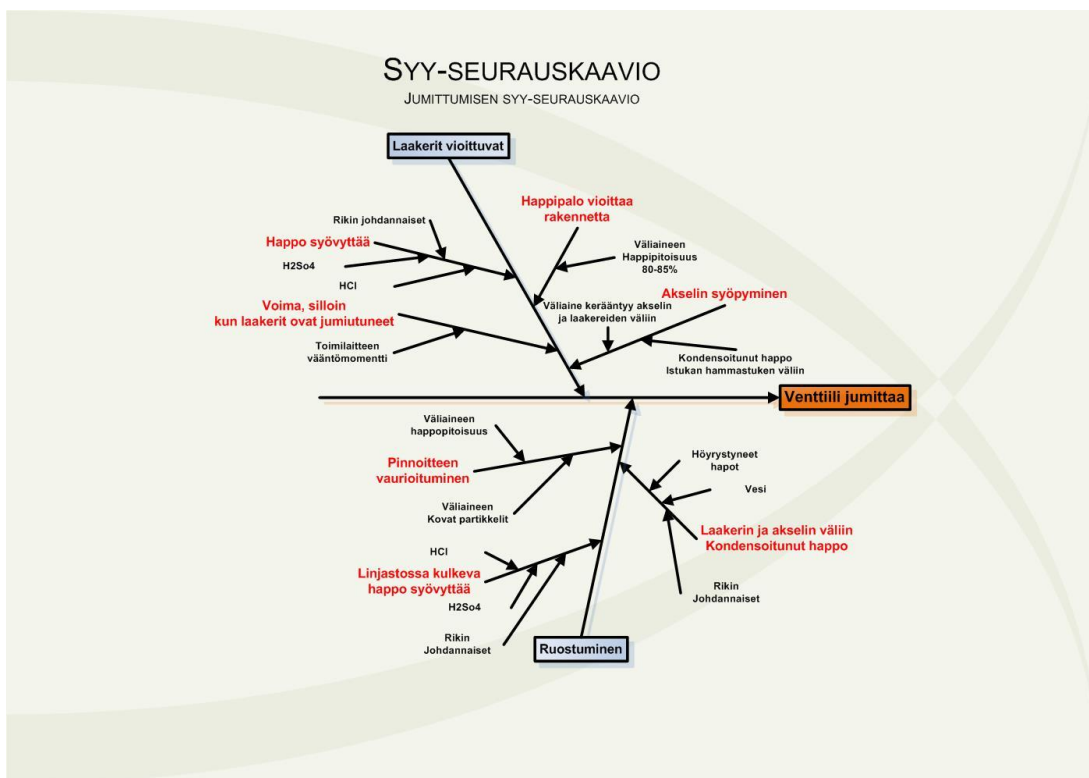 SYY-SEURAUSKAAVIO
JUMITTUMISEN SYY-SEURAUSKAAVIO
Laakerit vioittuvat
Happipalo vioittaa
rakennetta
Rikin johdannaiset
Happo syövyttää
H2So4
HCl
Väliaineen
Happipitoisuus
80-85%
Akselin syöpyminen
Väliaine kerääntyy akselin
ja laakereiden väliin
Voima, silloin
kun laakerit ovat jumiutuneet
Toimilaitteen
vääntömomentti
Kondensoitunut happo
Istukan hammastuken väliin
Venttiili jumittaa
Väliaineen
happopitoisuus
Pinnoitteen
vaurioituminen
Väliaineen
Kovat partikkelit
Höyrystyneet
hapot
Vesi
Laakerin ja akselin väliin
Kondensoitunut happo
Rikin
Johdannaiset
HCl
Linjastossa kulkeva
happo syövyttää
H2So4
Rikin
Johdannaiset
Ruostuminen